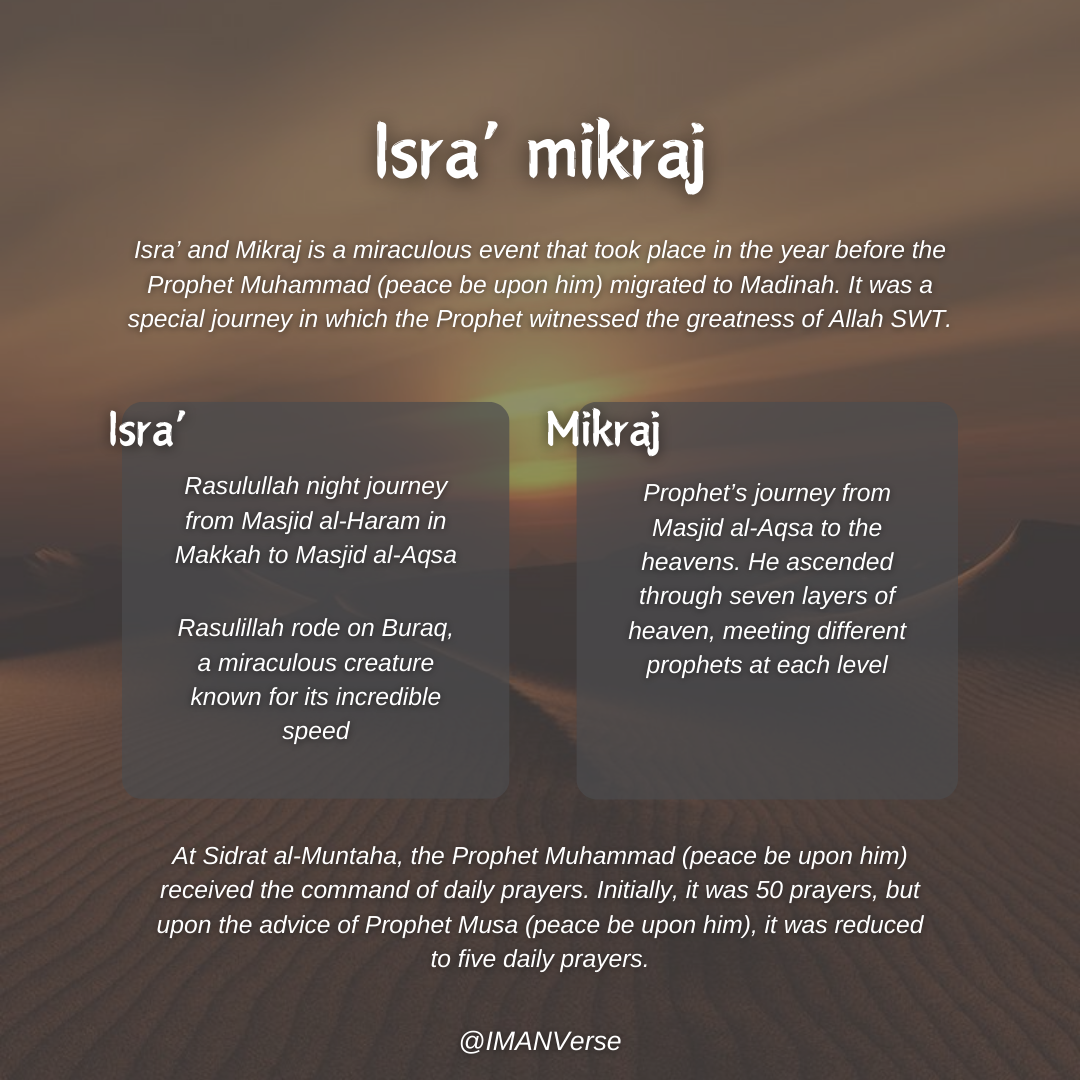 Isra’ mikraj
Isra’ and Mikraj is a miraculous event that took place in the year before the
Prophet Muhammad (peace be upon him) migrated to Madinah. It was a
special journey in which the Prophet witnessed the greatness of Allah SWT.
Isra’
Rasulullah night journey
from Masjid al-Haram in
Makkah to Masjid al-Aqsa
Rasulillah rode on Buraq,
a miraculous creature
known for its incredible
speed
Mikraj
Prophet’s journey from
Masjid al-Aqsa to the
heavens. He ascended
through seven layers of
heaven, meeting different
prophets at each level
At Sidrat al-Muntaha, the Prophet Muhammad (peace be upon him)
received the command of daily prayers. Initially, it was 50 prayers, but
upon the advice of Prophet Musa (peace be upon him), it was reduced
to five daily prayers.
@IMANVerse